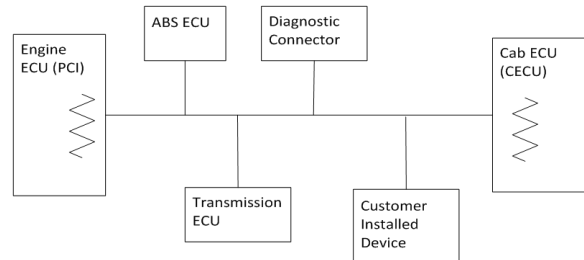 ABS ECU
Diagnostic
Connector
Engine
ECU (PCI)
Cab ECU
(CECU)
Transmission
ECU
Customer
Installed
Device